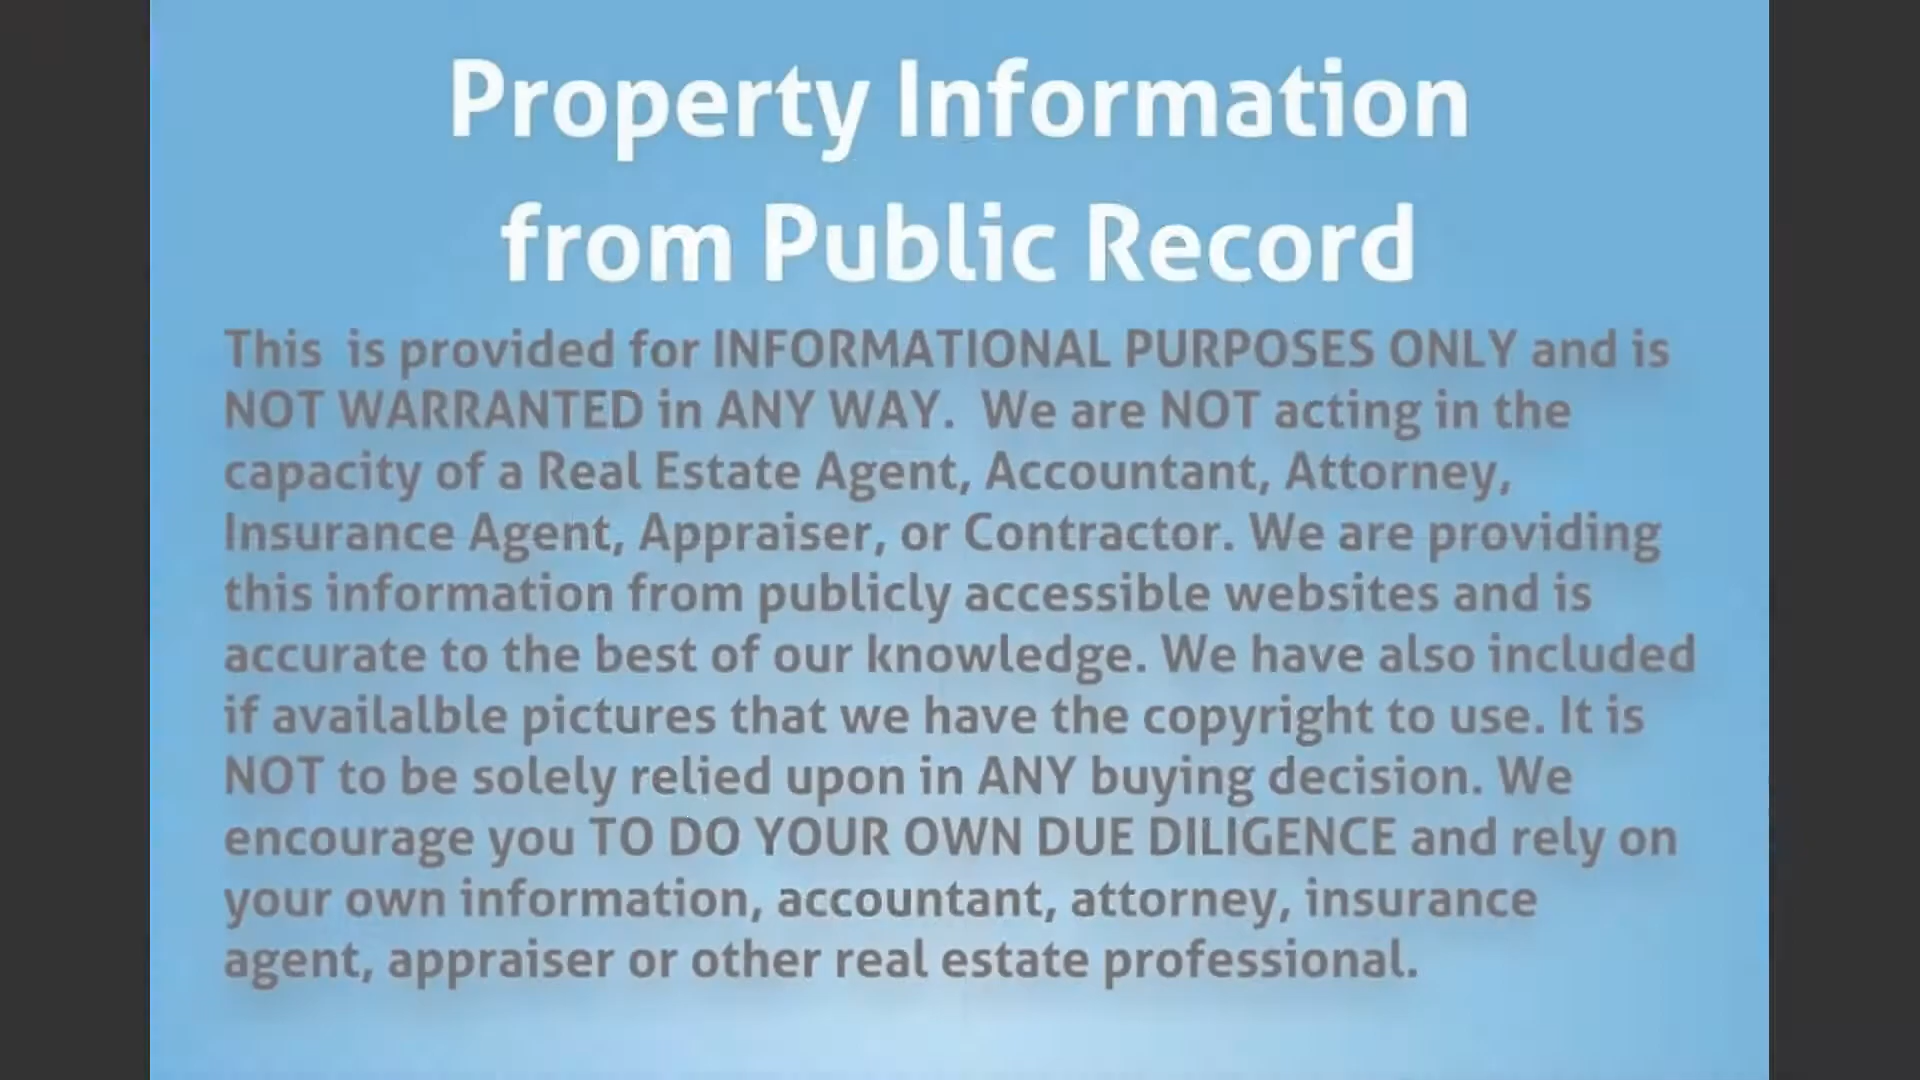 Property Information
from Public Record
This  is provided for INFORMATIONAL PURPOSES ONLY and is
NOT WARRANTED in ANY WAY.  We are NOT acting in the
capacity of a Real Estate Agent, Accountant, Attorney,
Insurance Agent, Appraiser, or Contractor. We are providing
this information from publicly accessible websites and is
accurate to the best of our knowledge. We have also included
if availalble pictures that we have the copyright to use. It is
NOT to be solely relied upon in ANY buying decision. We
encourage you TO DO YOUR OWN DUE DILIGENCE and rely on
your own information, accountant, attorney, insurance
agent, appraiser or other real estate professional.